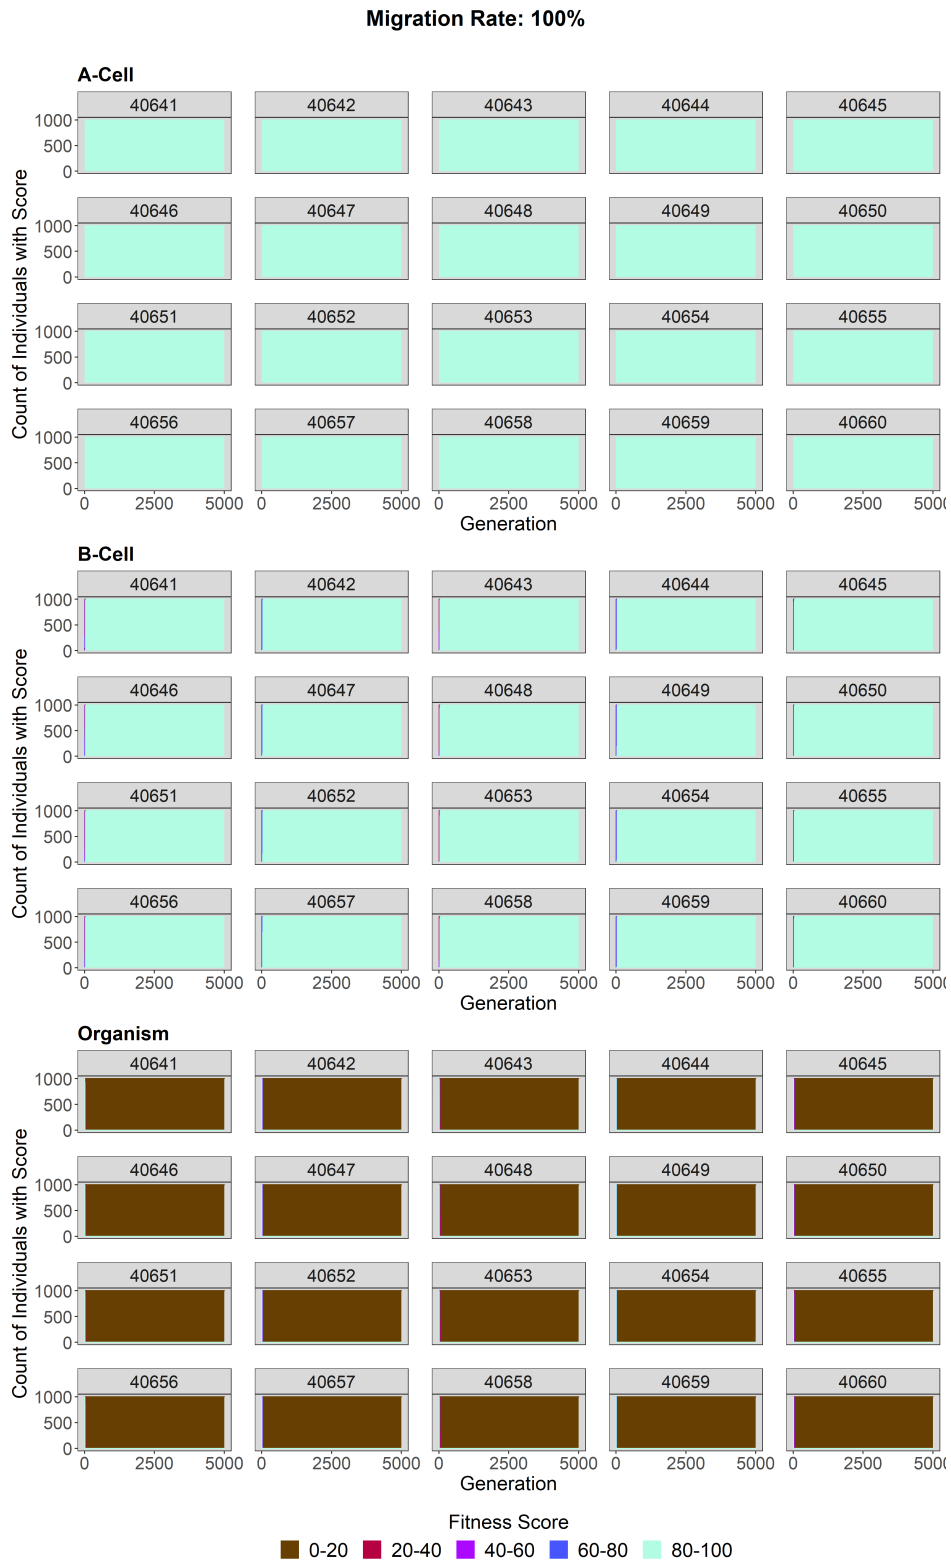 Migration Rate: 100%
A-Cell
40641 40642 40643 40644 40645
1000
500
0
40646 40647 40648 40649 40650
1000
500
0
40651 40652 40653 40654 40655
1000
500
0
40656 40657 40658 40659 40660
1000
500
0
0 2500 5000 0 2500 5000 0 2500 5000 0 2500 5000 0 2500 5000
Count of Individuals with Score
Generation
B-Cell
40641 40642 40643 40644 40645
1000
500
0
40646 40647 40648 40649 40650
1000
500
0
40651 40652 40653 40654 40655
1000
500
0
40656 40657 40658 40659 40660
1000
500
0
0 2500 5000 0 2500 5000 0 2500 5000 0 2500 5000 0 2500 5000
Count of Individuals with Score
Generation
Organism
40641 40642 40643 40644 40645
1000
500
0
40646 40647 40648 40649 40650
1000
500
0
40651 40652 40653 40654 40655
1000
500
0
40656 40657 40658 40659 40660
1000
500
0
0 2500 5000 0 2500 5000 0 2500 5000 0 2500 5000 0 2500 5000
Count of Individuals with Score
Generation
Fitness Score
0-20 20-40 40-60 60-80 80-100